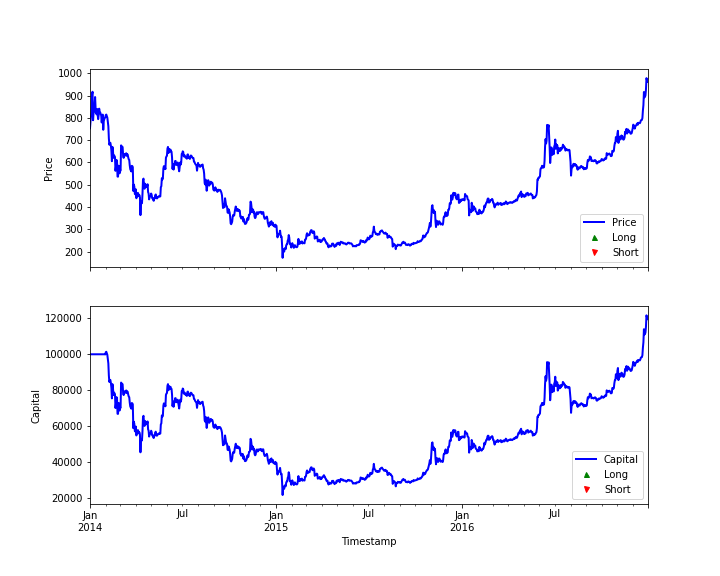 1000
900
800
700
600
500
400
300
200
Price
Price
Long
Short
120000
100000
80000
60000
40000
20000
Capital
Capital
Long
Short
Jan Jul Jan Jul Jan Jul
2014 2015 2016
Timestamp